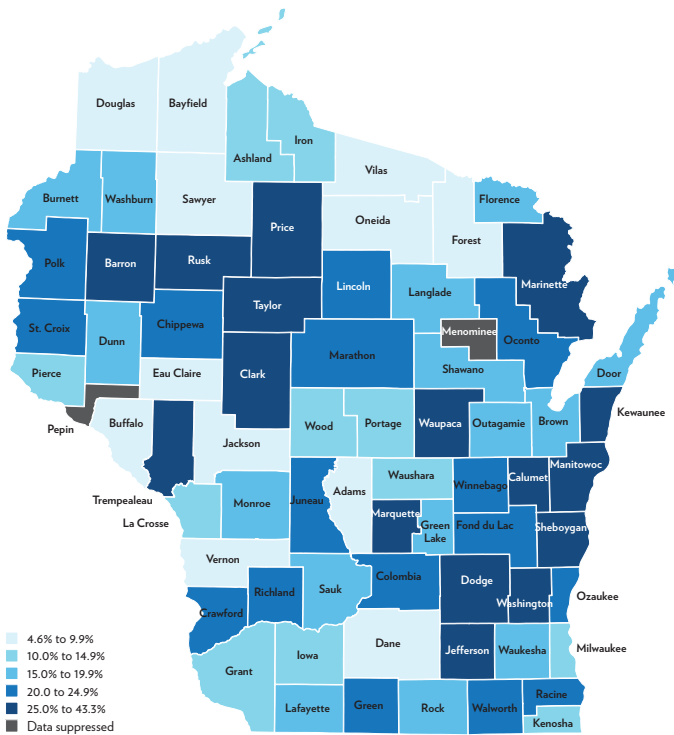 Douglas
Bayfield
Iron
Ashland
Vilas
Burnett
Washburn
Sawyer
Florence
Price
Oneida
Forest
Polk
Barron
Rusk
Marinette
Lincoln
Taylor
Langlade
St. Croix
Chippewa
Menominee
Oconto
Dunn
Marathon
Shawano
Pierce
Eau Claire
Clark
Door
Kewaunee
Pepin
Buffalo
Wood
Portage
Waupaca
Outagamie
Brown
Jackson
Manitowoc
Waushara
Calumet
Winnebago
Adams
Trempealeau
Monroe
Juneau
Marquette
La Crosse
Green
Lake
Fond du Lac
Sheboygan
Vernon
Colombia
Dodge
Richland
Sauk
Ozaukee
Washington
Crawford
4.6% to 9.9%
10.0% to 14.9%
15.0% to 19.9%
20.0 to 24.9%
25.0% to 43.3%
Data suppressed
Dane
Jefferson
Waukesha
Milwaukee
Iowa
Grant
Lafayette
Green
Rock
Walworth
Racine
Kenosha